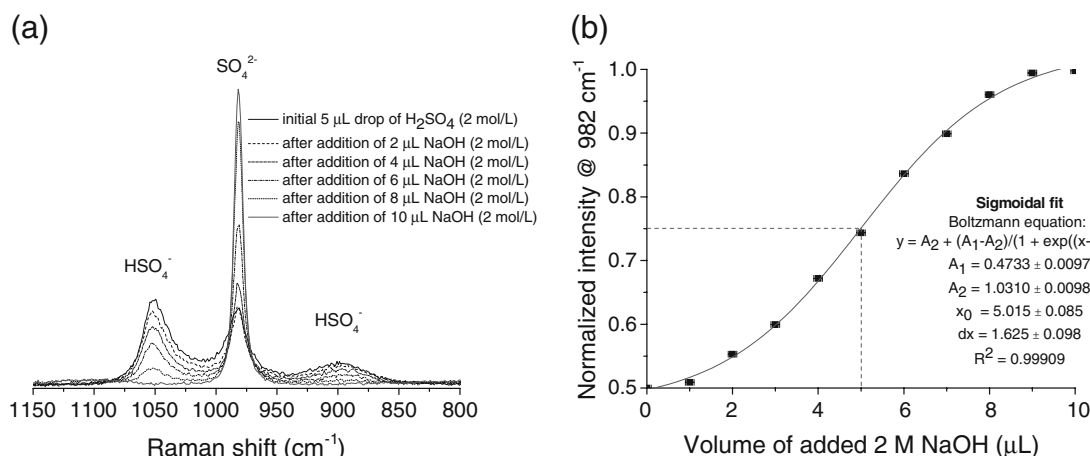 (a)
SO₄²⁻
HSO₄⁻
HSO₄⁻
initial 5 μL drop of H₂SO₄ (2 mol/L)
after addition of 2 μL NaOH (2 mol/L)
after addition of 4 μL NaOH (2 mol/L)
after addition of 6 μL NaOH (2 mol/L)
after addition of 8 μL NaOH (2 mol/L)
after addition of 10 μL NaOH (2 mol/L)
1150 1100 1050 1000 950 900 850 800
Raman shift (cm⁻¹)
(b)
Normalized intensity @ 982 cm⁻¹
1.0
0.9
0.8
0.7
0.6
0.5
Sigmoidal fit
Boltzmann equation:
y = A₂ + (A₁-A₂)/(1 + exp((x-
A₁ = 0.4733 ± 0.0097
A₂ = 1.0310 ± 0.0098
x₀ = 5.015 ± 0.085
dx = 1.625 ± 0.098
R² = 0.99909
0 2 4 6 8 10
Volume of added 2 M NaOH (μL)